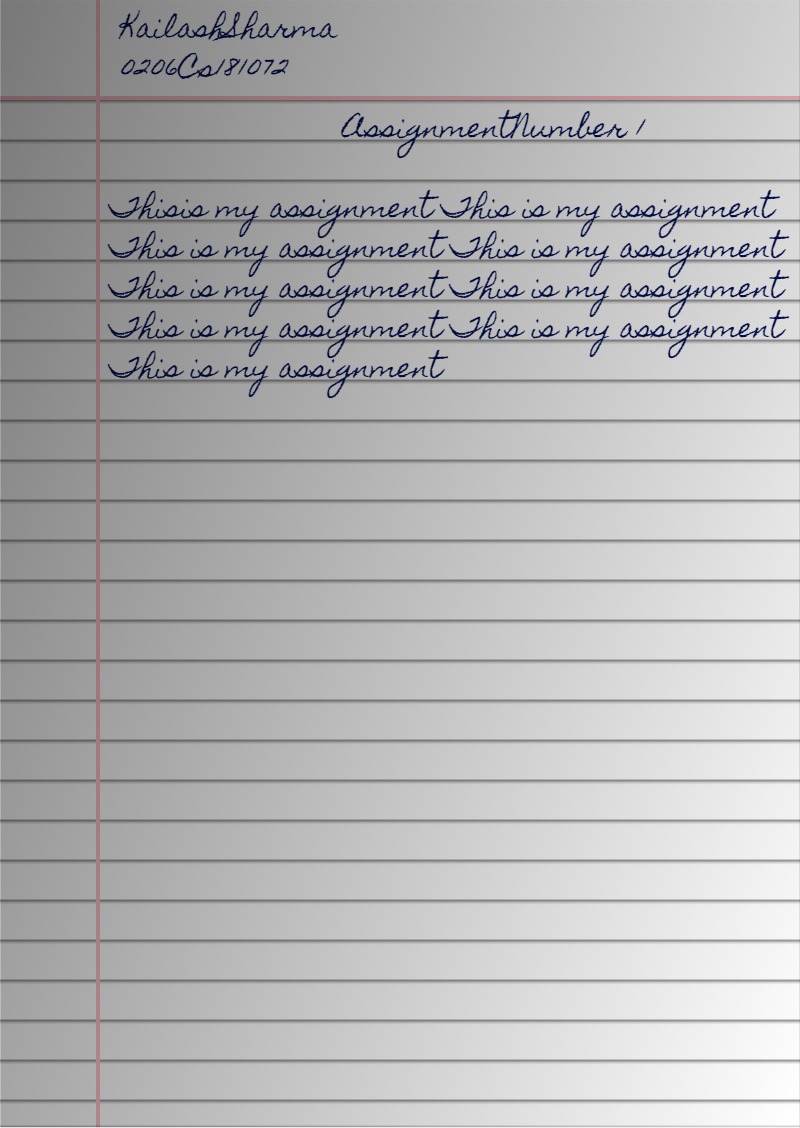 KailashSharma
0206Cs181072
AssignmentNumber 1
Thisis my assignment This is my assignment
This is my assignment This is my assignment
This is my assignment This is my assignment
This is my assignment This is my assignment
This is my assignment